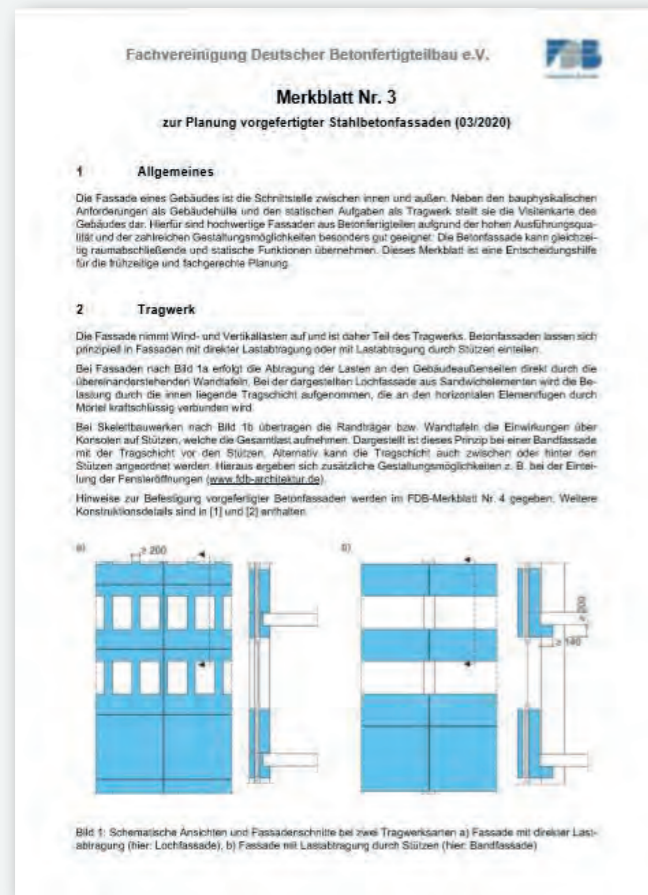 Fachvereinigung Deutscher Betonfertigteilbau e.V.
FDB
Merkblatt Nr. 3
zur Planung vorgefertigter Stahlbetonfassaden (03/2020)
1 Allgemeines
Die Fassade eines Gebäudes ist die Schnittstelle zwischen innen und außen. Neben den bauphysikalischen
Anforderungen als Gebäudehülle und den statischen Aufgaben als Tragwerk stellt sie die Visitenkarte des
Gebäudes dar. Hierfür sind hochwertige Fassaden aus Betonfertigteilen aufgrund der hohen Ausführungsqua-
lität und der zahlreichen Gestaltungsmöglichkeiten besonders gut geeignet. Die Betonfassade kann gleichzei-
tig raumabschließende und statische Funktionen übernehmen. Dieses Merkblatt ist eine Entscheidungshilfe
für die frühzeitige und fachgerechte Planung.
2 Tragwerk
Die Fassade nimmt Wind- und Vertikallasten auf und ist daher Teil des Tragwerks. Betonfassaden lassen sich
prinzipiell in Fassaden mit direkter Lastabtragung oder mit Lastabtragung durch Stützen einteilen.
Bei Fassaden nach Bild 1a erfolgt die Abtragung der Lasten an den Gebäudeaußenseiten direkt durch die
übereinanderstehenden Wandtafeln. Bei der dargestellten Lochfassade aus Sandwichelementen wird die Be-
lastung durch die innen liegende Tragschicht aufgenommen, die an den horizontalen Elementfugen durch
Mörtel kraftschlüssig verbunden wird.
Bei Skelettbauwerken nach Bild 1b übertragen die Randträger bzw. Wandtafeln die Einwirkungen über
Konsolen auf Stützen, welche die Gesamtlast aufnehmen. Dargestellt ist dieses Prinzip bei einer Bandfassade
mit der Tragschicht vor den Stützen. Alternativ kann die Tragschicht auch zwischen oder hinter den
Stützen angeordnet werden. Hieraus ergeben sich zusätzliche Gestaltungsmöglichkeiten z. B. bei der Eintei-
lung der Fensteröffnungen (www.fdb-architektur.de).
Hinweise zur Befestigung vorgefertigter Betonfassaden werden im FDB-Merkblatt Nr. 4 gegeben. Weitere
Konstruktionsdetails sind in [1] und [2] enthalten.
a) ≥ 200
b)
≥ 200
≥ 140
Bild 1: Schematische Ansichten und Fassadenschnitte bei zwei Tragwerksarten a) Fassade mit direkter Last-
abtragung (hier: Lochfassade), b) Fassade mit Lastabtragung durch Stützen (hier: Bandfassade)